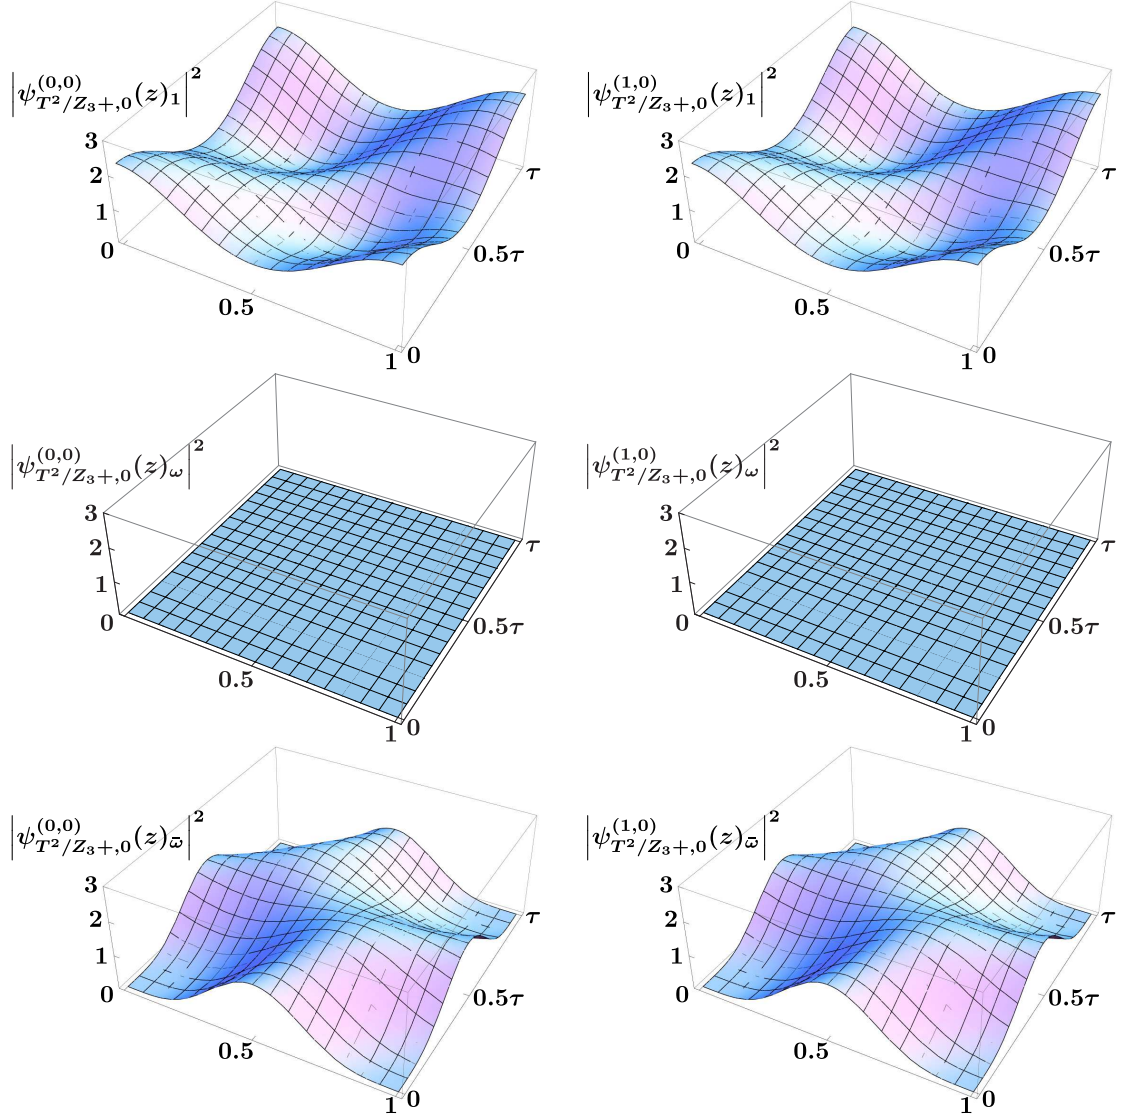 |ψ^{(0,0)}_{T²/Z₃+,0}(z)₁|²
3
2
1
0
0.5
1
0
0.5τ
τ
|ψ^{(1,0)}_{T²/Z₃+,0}(z)₁|²
3
2
1
0
0.5
1
0
0.5τ
τ
|ψ^{(0,0)}_{T²/Z₃+,0}(z)_ω|²
3
2
1
0
0.5
1
0
0.5τ
τ
|ψ^{(1,0)}_{T²/Z₃+,0}(z)_ω|²
3
2
1
0
0.5
1
0
0.5τ
τ
|ψ^{(0,0)}_{T²/Z₃+,0}(z)_ω̄|²
3
2
1
0
0.5
1
0
0.5τ
τ
|ψ^{(1,0)}_{T²/Z₃+,0}(z)_ω̄|²
3
2
1
0
0.5
1
0
0.5τ
τ